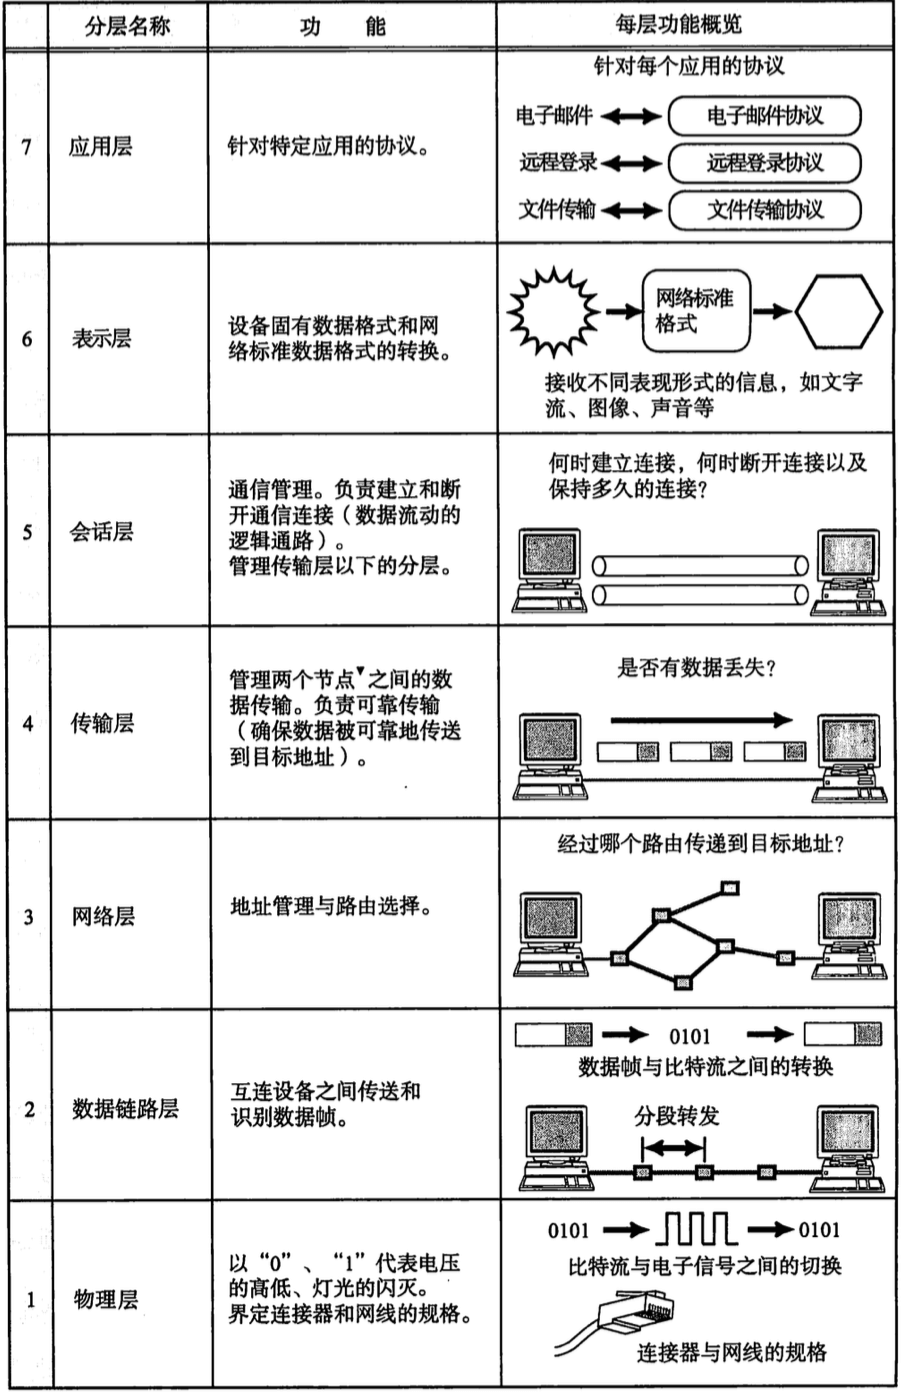 分层名称 功 能 每层功能概览
7 应用层 针对特定应用的协议。
针对每个应用的协议
电子邮件 电子邮件协议
远程登录 远程登录协议
文件传输 文件传输协议
6 表示层
设备固有数据格式和网
络标准数据格式的转换。
网络标准
格式
接收不同表现形式的信息，如文字
流、图像、声音等
5 会话层
通信管理。负责建立和断
开通信连接（数据流动的
逻辑通路）。
管理传输层以下的分层。
何时建立连接，何时断开连接以及
保持多久的连接？
4 传输层
管理两个节点▼之间的数
据传输。负责可靠传输
（确保数据被可靠地传送
到目标地址）。
是否有数据丢失？
3 网络层 地址管理与路由选择。
经过哪个路由传递到目标地址？
2 数据链路层
互连设备之间传送和
识别数据帧。
0101
数据帧与比特流之间的转换
分段转发
1 物理层
以“0”、“1”代表电压
的高低、灯光的闪灭。
界定连接器和网线的规格。
0101 0101
比特流与电子信号之间的切换
连接器与网线的规格